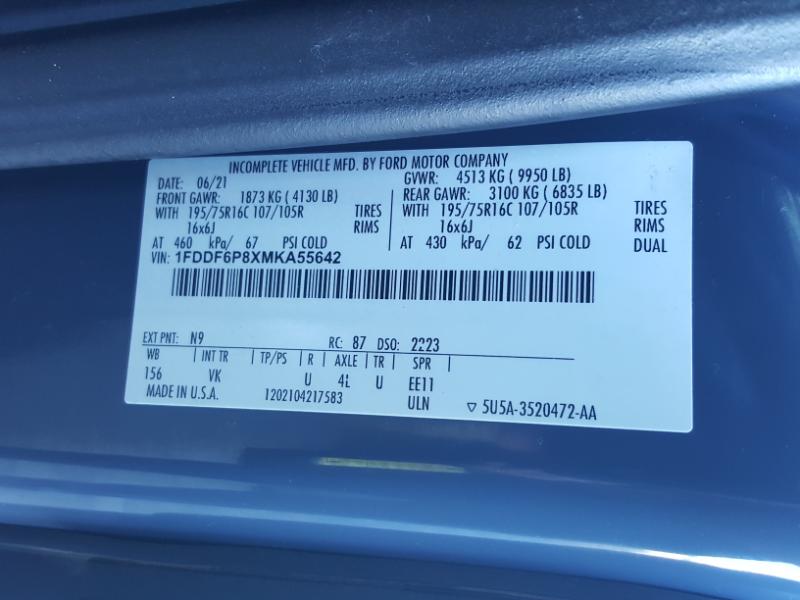 INCOMPLETE VEHICLE MFD. BY FORD MOTOR COMPANY
DATE: 06/21 GVWR: 4513 KG ( 9950 LB)
FRONT GAWR: 1873 KG ( 4130 LB) REAR GAWR: 3100 KG ( 6835 LB)
WITH 195/75R16C 107/105R TIRES WITH 195/75R16C 107/105R TIRES
16x6J RIMS 16x6J RIMS
AT 460 kPa/ 67 PSI COLD AT 430 kPa/ 62 PSI COLD DUAL
VIN: 1FDDF6P8XMKA55642
EXT PNT: N9 RC: 87 DSO: 2223
WB INT TR TP/PS R AXLE TR SPR
156 VK U 4L U EE11
MADE IN U.S.A. 1202104217583 ULN ▽ 5U5A-3520472-AA